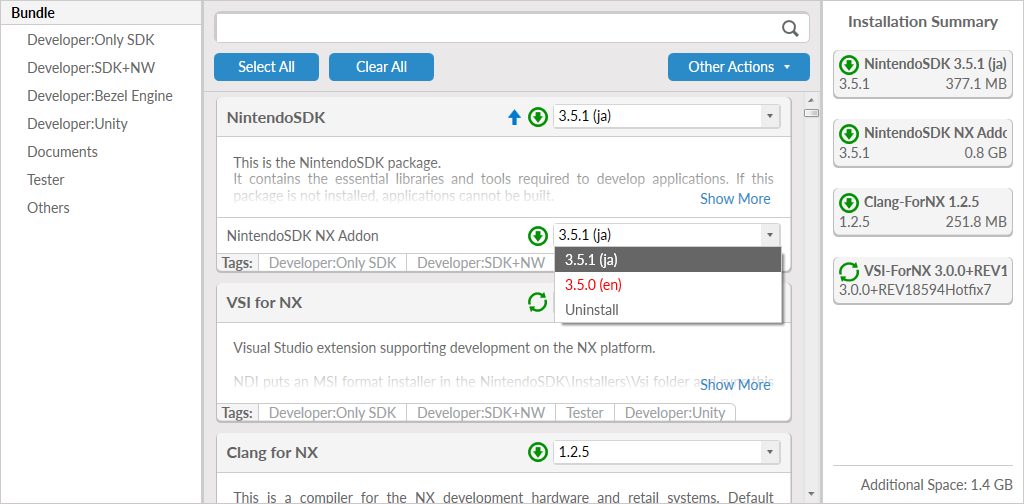 Bundle
Developer:Only SDK
Developer:SDK+NW
Developer:Bezel Engine
Developer:Unity
Documents
Tester
Others
Select All
Clear All
Other Actions
NintendoSDK
3.5.1 (ja)
This is the NintendoSDK package.
It contains the essential libraries and tools required to develop applications. If this
package is not installed, applications cannot be built.
Show More
NintendoSDK NX Addon
3.5.1 (ja)
3.5.1 (ja)
3.5.0 (en)
Uninstall
Tags:
Developer:Only SDK
Developer:SDK+NW
VSI for NX
Visual Studio extension supporting development on the NX platform.
NDI puts an MSI format installer in the NintendoSDK\Installers\Vsi folder and run this
Show More
Tags:
Developer:Only SDK
Developer:SDK+NW
Tester
Developer:Unity
Clang for NX
1.2.5
This is a compiler for the NX development hardware and retail systems. Default
Installation Summary
NintendoSDK 3.5.1 (ja)
3.5.1 377.1 MB
NintendoSDK NX Addo
3.5.1 0.8 GB
Clang-ForNX 1.2.5
1.2.5 251.8 MB
VSI-ForNX 3.0.0+REV1
3.0.0+REV18594Hotfix7
Additional Space: 1.4 GB